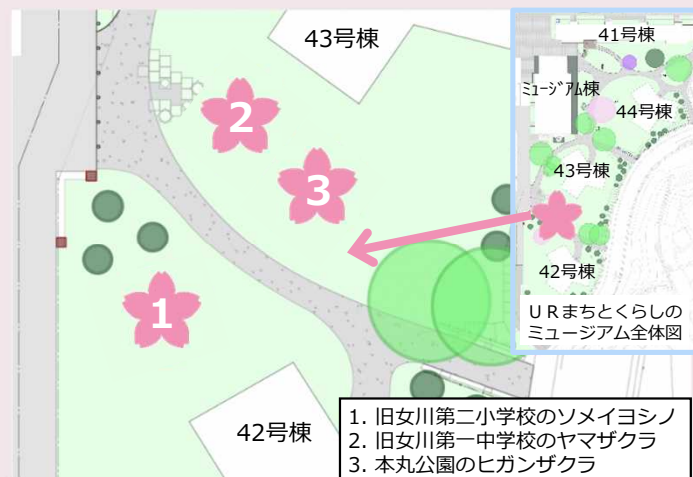 43号棟
2
3
1
42号棟
41号棟
ミュージアム棟
44号棟
43号棟
42号棟
URまちとくらしの
ミュージアム全体図
1. 旧女川第二小学校のソメイヨシノ
2. 旧女川第一中学校のヤマザクラ
3. 本丸公園のヒガンザクラ